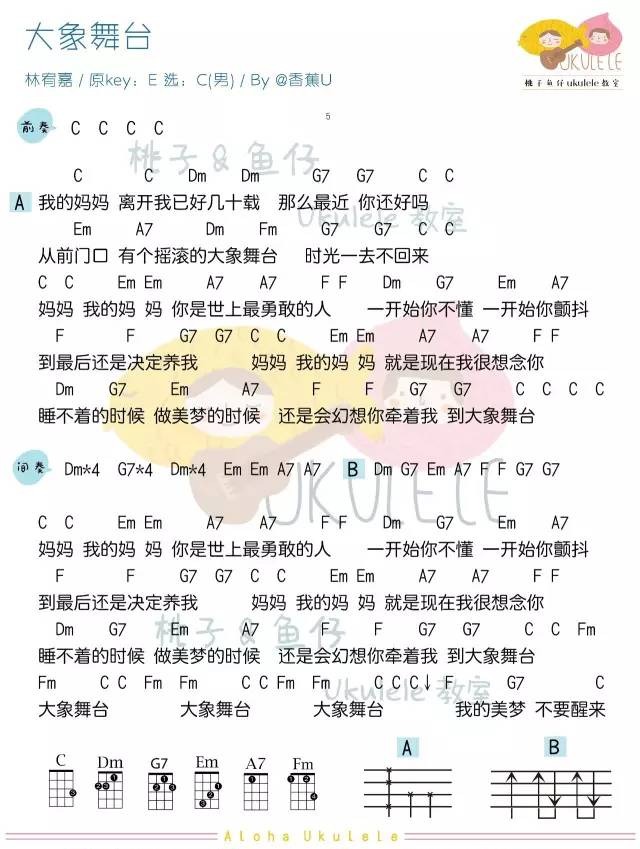 大象舞台
林宥嘉 / 原key：E 选：C(男) / By @香蕉U
UKULELE
桃子鱼仔ukulele教室
5
前奏 C C C C
桃子&鱼仔
C C Dm Dm G7 G7 C C
A 我的妈妈 离开我已好几十载 那么最近 你还好吗
Ukulele 教室
Em A7 Dm Fm G7 G7 C C
从前门口 有个摇滚的大象舞台 时光一去不回来
C C Em Em A7 A7 F F Dm G7 Em A7
妈妈 我的妈 妈 你是世上最勇敢的人 一开始你不懂 一开始你颤抖
F F G7 G7 C C Em Em A7 A7 F F
到最后还是决定养我 妈妈 我的妈 妈 就是现在我很想念你
Dm G7 Em A7 F F G7 G7 C C C C
睡不着的时候 做美梦的时候 还是会幻想你牵着我 到大象舞台
间奏 Dm*4 G7*4 Dm*4 Em Em A7 A7 B Dm G7 Em A7 F F G7 G7
UKULELE
C C Em Em A7 A7 F F Dm G7 Em A7
妈妈 我的妈 妈 你是世上最勇敢的人 一开始你不懂 一开始你颤抖
F F G7 G7 C C Em Em A7 A7 F F
到最后还是决定养我 妈妈 我的妈 妈 就是现在我很想念你
Dm G7 Em A7 F F G7 G7 C C Fm
桃子&鱼仔
睡不着的时候 做美梦的时候 还是会幻想你牵着我 到大象舞台
Fm C C Fm Fm C C Fm Fm C C C↓ F G7 C
Ukulele 教室
大象舞台 大象舞台 大象舞台 我的美梦 不要醒来
C Dm G7 Em A7 Fm A B
3
1
2 3
1
2 3
1
2
3
1
1 2
4
Aloha Ukulele